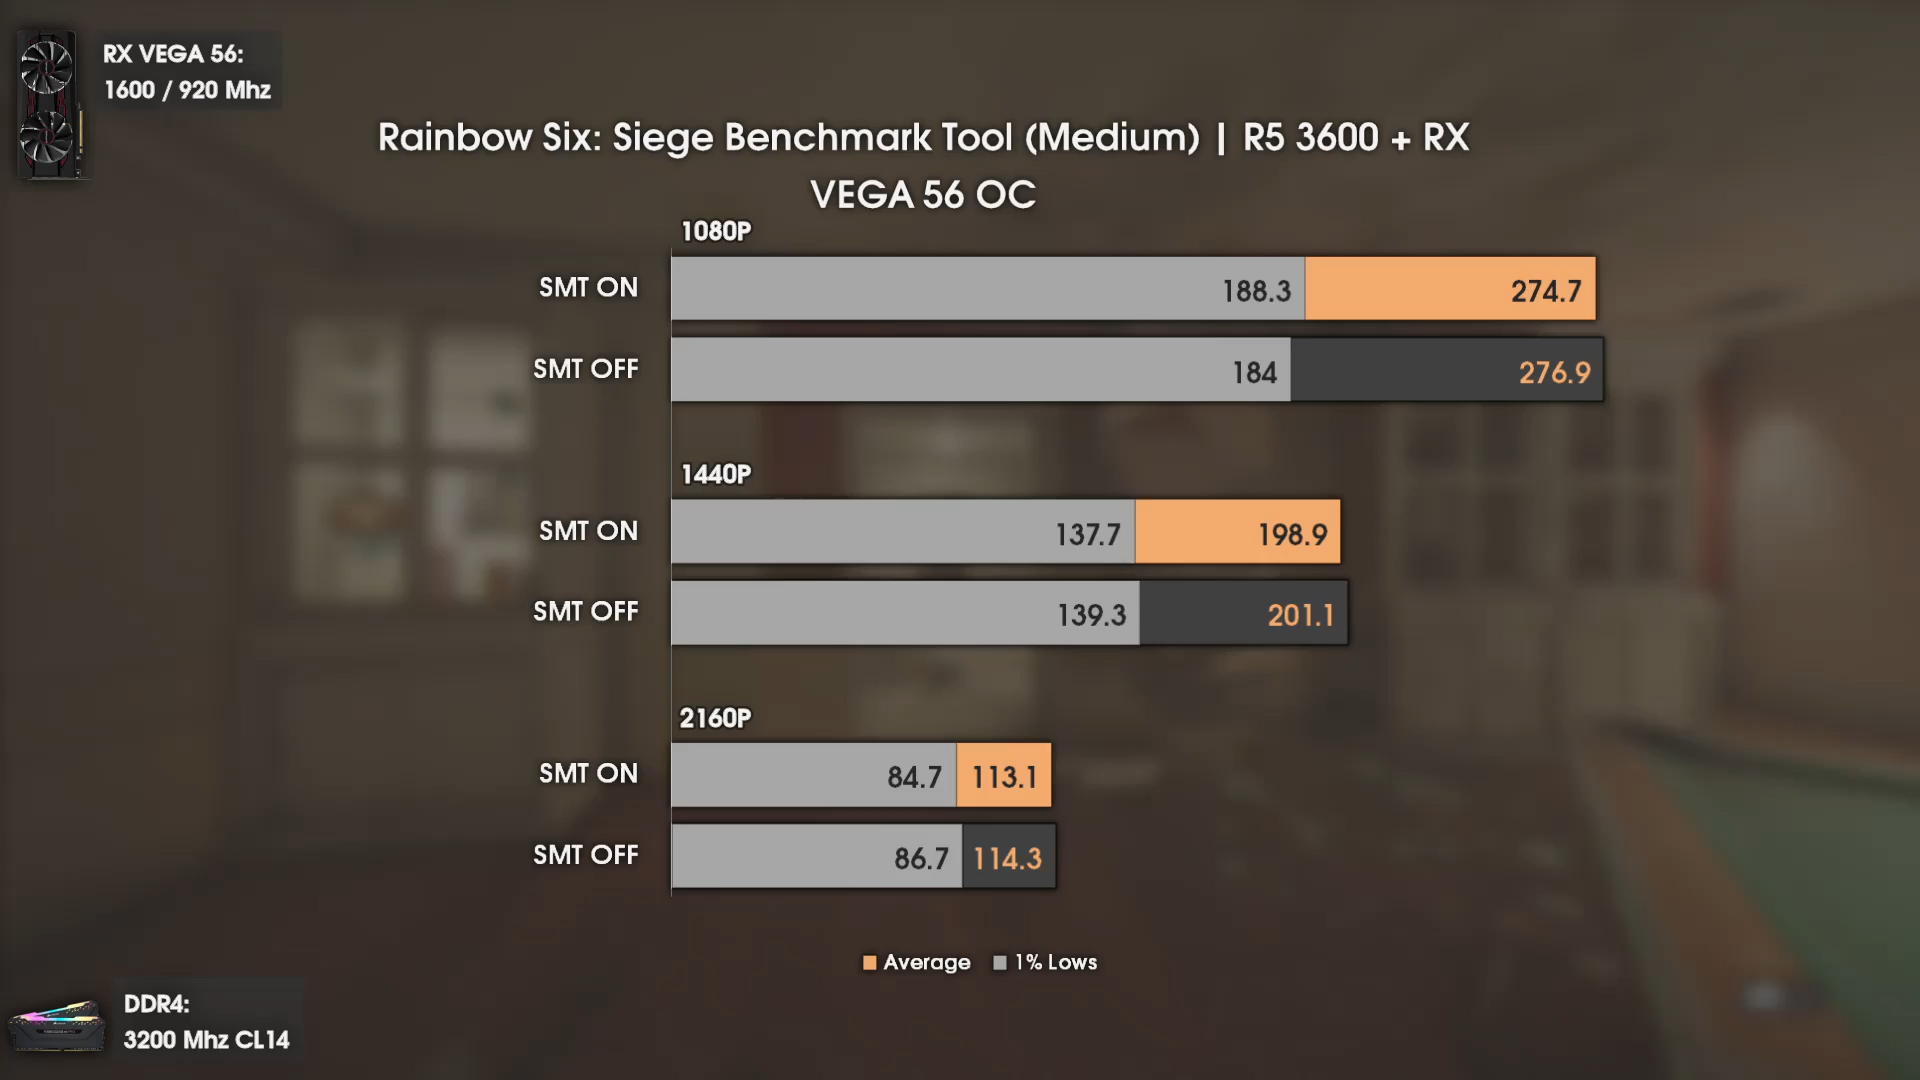 RX VEGA 56:
1600 / 920 Mhz
Rainbow Six: Siege Benchmark Tool (Medium) | R5 3600 + RX
VEGA 56 OC
1080P
SMT ON 188.3 274.7
SMT OFF 184 276.9
1440P
SMT ON 137.7 198.9
SMT OFF 139.3 201.1
2160P
SMT ON 84.7 113.1
SMT OFF 86.7 114.3
Average 1% Lows
DDR4:
3200 Mhz CL14